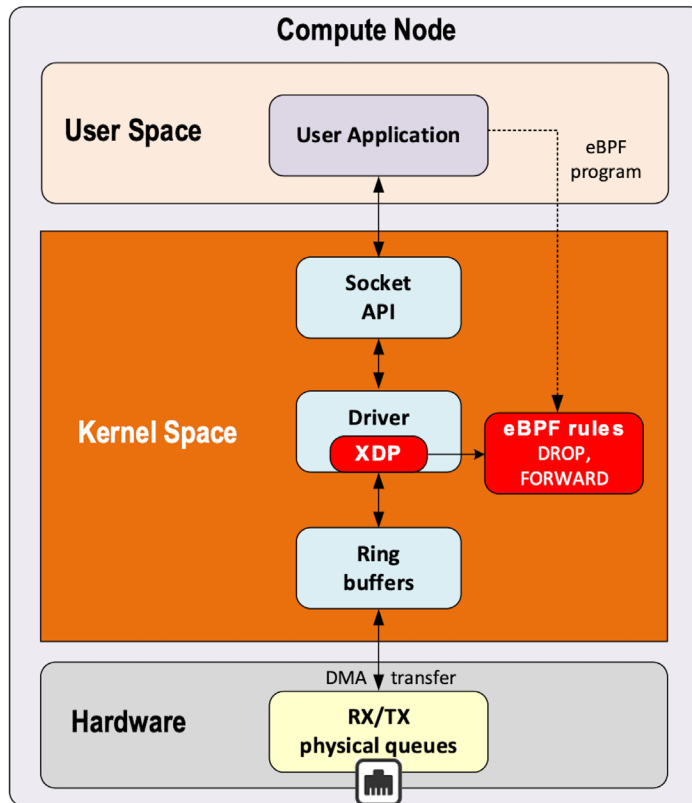 Compute Node
User Space
User Application
eBPF
program
Socket
API
Kernel Space
Driver
XDP
eBPF rules
DROP,
FORWARD
Ring
buffers
DMA transfer
Hardware
RX/TX
physical queues